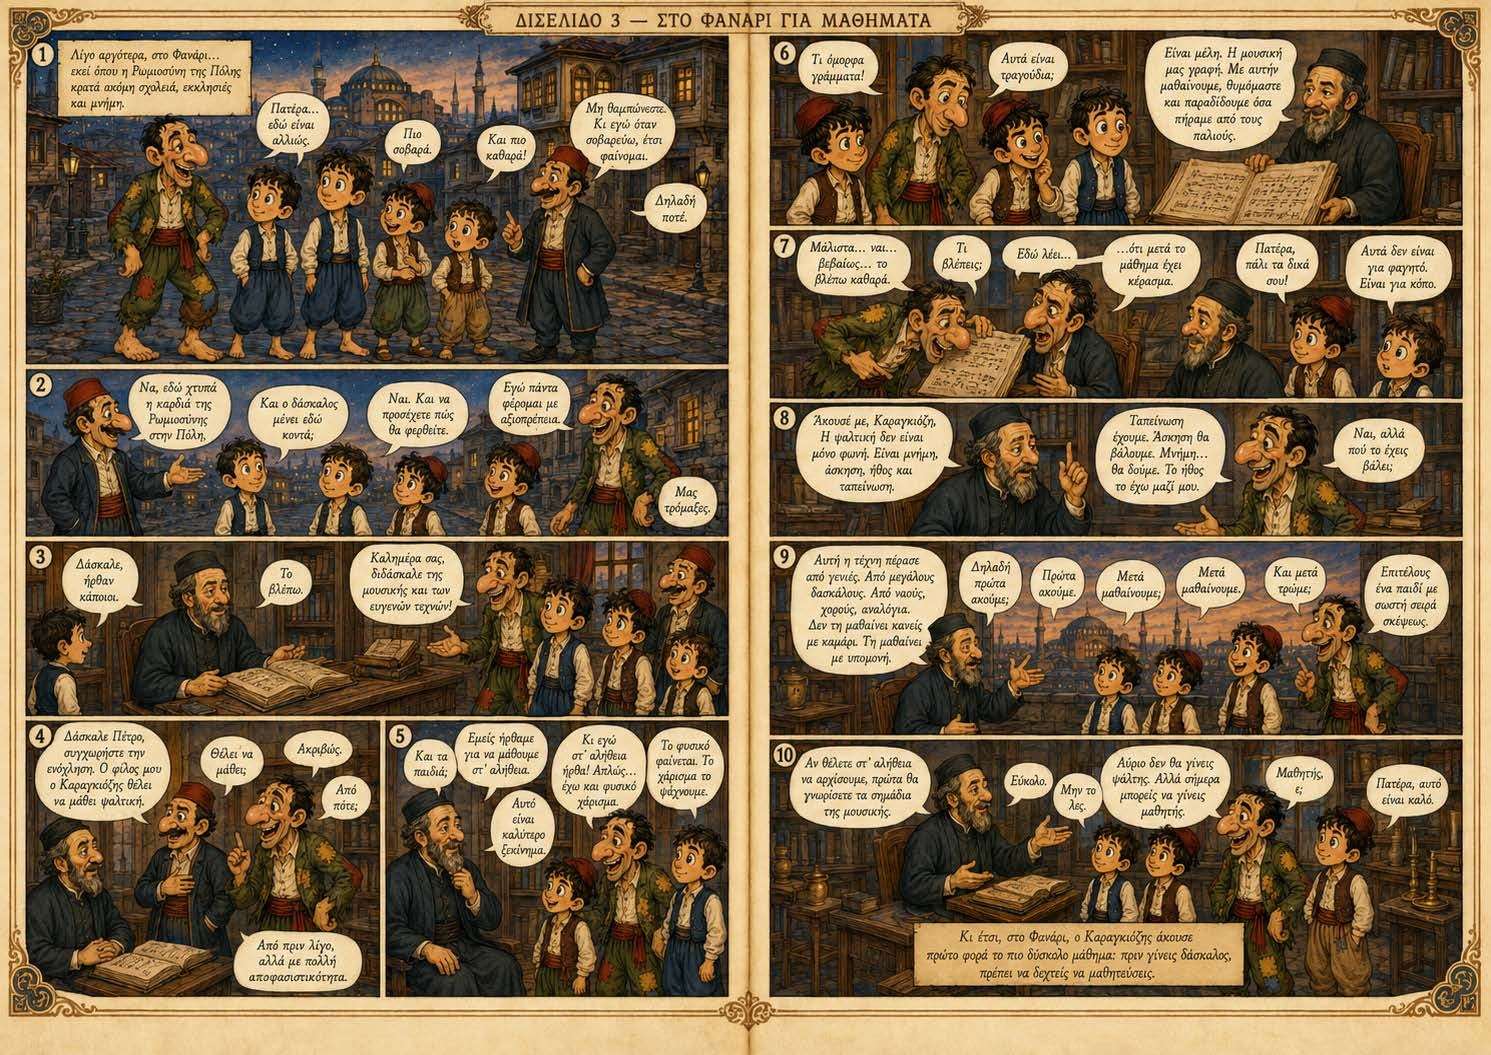 ΔΙΣΕΛΙΔΟ 3 — ΣΤΟ ΦΑΝΑΡΙ ΓΙΑ ΜΑΘΗΜΑΤΑ
1
Λίγο αργότερα, στο Φανάρι...
εκεί όπου η Ρωμιοσύνη της Πόλης
κρατά ακόμη σχολειά, εκκλησιές
και μνήμη.
Πατέρα...
εδώ είναι
αλλιώς.
Πιο
σοβαρά.
Και πιο
καθαρά!
Μη θαμπώνεστε.
Κι εγώ όταν
σοβαρεύω, έτσι
φαίνομαι.
Δηλαδή
ποτέ.
2
Να, εδώ χτυπά
η καρδιά της
Ρωμιοσύνης
στην Πόλη,
Και ο δάσκαλος
μένει εδώ
κοντά;
Ναι. Και να
προσέχετε πώς
θα φερθείτε.
Εγώ πάντα
φέρομαι με
αξιοπρέπεια.
Μας
τρόμαξες.
3
Δάσκαλε,
ήρθαν
κάποιοι.
Το
βλέπω.
Καλημέρα σας,
διδάσκαλε της
μουσικής και των
ευγενών τεχνών!
4
Δάσκαλε Πέτρο,
συγχωρήστε την
ενόχληση. Ο φίλος μου
ο Καραγκιόζης θέλει
να μάθει ψαλτική.
Θέλει να
μάθει;
Ακριβώς.
Από
πότε;
Από πριν λίγο,
αλλά με πολλή
αποφασιστικότητα.
5
Και τα
παιδιά;
Εμείς ήρθαμε
για να μάθουμε
στ' αλήθεια.
Αυτό
είναι
καλύτερο
ξεκίνημα.
Κι εγώ
στ' αλήθεια
ήρθα! Απλώς...
έχω και φυσικό
χάρισμα.
Το φυσικό
φαίνεται. Το
χάρισμα το
ψάχνουμε.
6
Τι όμορφα
γράμματα!
Αυτά είναι
τραγούδια;
Είναι μέλη. Η μουσική
μας γραφή. Με αυτήν
μαθαίνουμε, θυμόμαστε
και παραδίδουμε όσα
πήραμε από τους
παλιούς.
7
Μάλιστα... ναι...
βεβαίως... το
βλέπω καθαρά.
Τι
βλέπεις;
Εδώ λέει...
...ότι μετά το
μάθημα έχει
κέρασμα.
Πατέρα,
πάλι τα δικά
σου!
Αυτά δεν είναι
για φαγητό.
Είναι για κόπο.
8
Άκουσέ με, Καραγκιόζη,
Η ψαλτική δεν είναι
μόνο φωνή. Είναι μνήμη,
άσκηση, ήθος και
ταπείνωση.
Ταπείνωση
έχουμε. Άσκηση θα
βάλουμε. Μνήμη...
θα δούμε. Το ήθος
το έχω μαζί μου.
Ναι, αλλά
πού το έχεις
βάλει;
9
Αυτή η τέχνη πέρασε
από γενιές. Από μεγάλους
δασκάλους. Από ναούς,
χορούς, αναλόγια.
Δεν τη μαθαίνει κανείς
με καμάρι. Τη μαθαίνει
με υπομονή.
Δηλαδή
πρώτα
ακούμε;
Πρώτα
ακούμε.
Μετά
μαθαίνουμε;
Μετά
μαθαίνουμε.
Και μετά
τρώμε;
Επιτέλους
ένα παιδί με
σωστή σειρά
σκέψεως.
10
Αν θέλετε στ' αλήθεια
να αρχίσουμε, πρώτα θα
γνωρίσετε τα σημάδια
της μουσικής.
Εύκολο.
Μην το
λες.
Αύριο δεν θα γίνεις
ψάλτης. Αλλά σήμερα
μπορείς να γίνεις
μαθητής.
Μαθητής,
ε;
Πατέρα, αυτό
είναι καλό.
Κι έτσι, στο Φανάρι, ο Καραγκιόζης άκουσε
πρώτο φορά το πιο δύσκολο μάθημα: πριν γίνεις δάσκαλος,
πρέπει να δεχτείς να μαθητεύσεις.